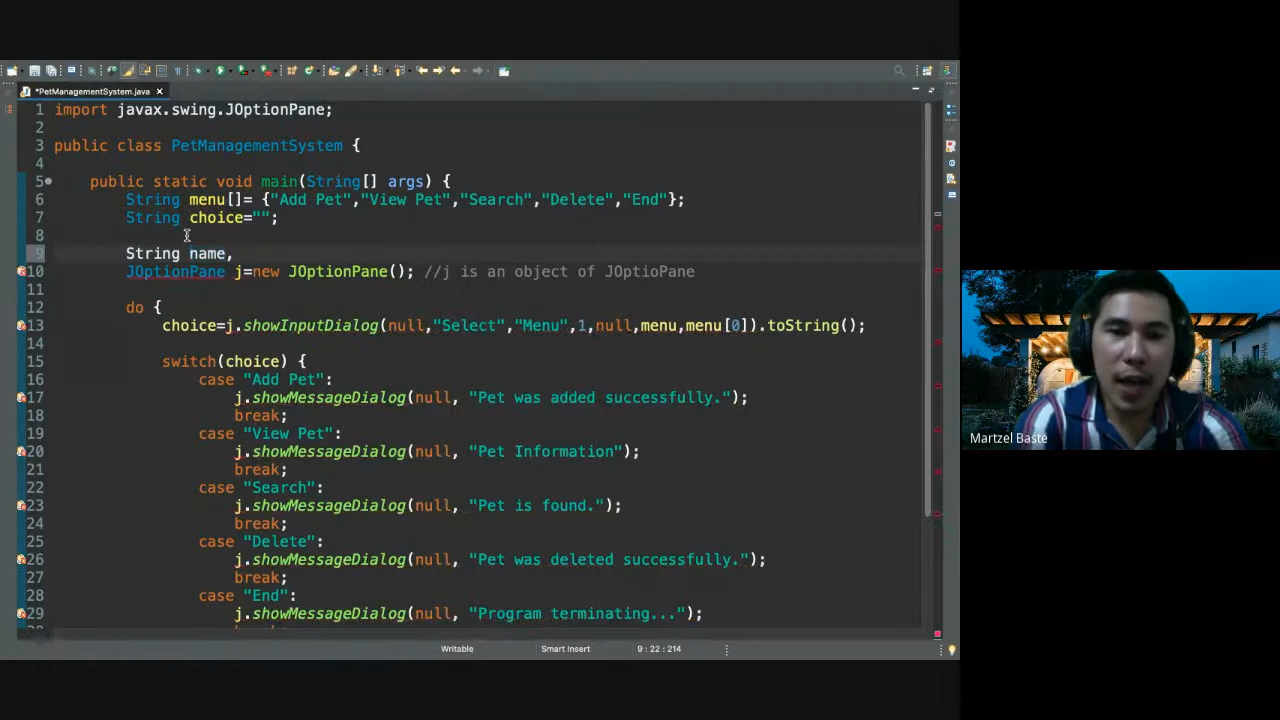 *PetManagementSystem.java
1 import javax.swing.JOptionPane;
2
3 public class PetManagementSystem {
4
5 public static void main(String[] args) {
6 String menu[]= {"Add Pet","View Pet","Search","Delete","End"};
7 String choice="";
8
9 String name,
10 JOptionPane j=new JOptionPane(); //j is an object of JOptioPane
11
12 do {
13 choice=j.showInputDialog(null,"Select","Menu",1,null,menu,menu[0]).toString();
14
15 switch(choice) {
16 case "Add Pet":
17 j.showMessageDialog(null, "Pet was added successfully.");
18 break;
19 case "View Pet":
20 j.showMessageDialog(null, "Pet Information");
21 break;
22 case "Search":
23 j.showMessageDialog(null, "Pet is found.");
24 break;
25 case "Delete":
26 j.showMessageDialog(null, "Pet was deleted successfully.");
27 break;
28 case "End":
29 j.showMessageDialog(null, "Program terminating...");
Writable Smart Insert 9 : 22 : 214
Martzel Baste